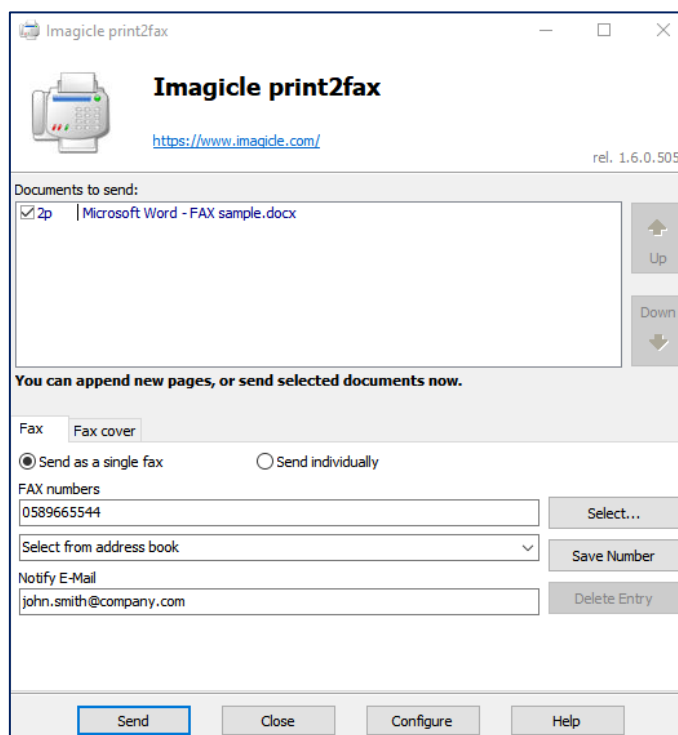 Imagicle print2fax
Imagicle print2fax
https://www.imagicle.com/
rel. 1.6.0.505
Documents to send:
2p Microsoft Word - FAX sample.docx
Up
Down
You can append new pages, or send selected documents now.
Fax Fax cover
Send as a single fax Send individually
FAX numbers
0589665544 Select...
Select from address book Save Number
Notify E-Mail
john.smith@company.com Delete Entry
Send Close Configure Help